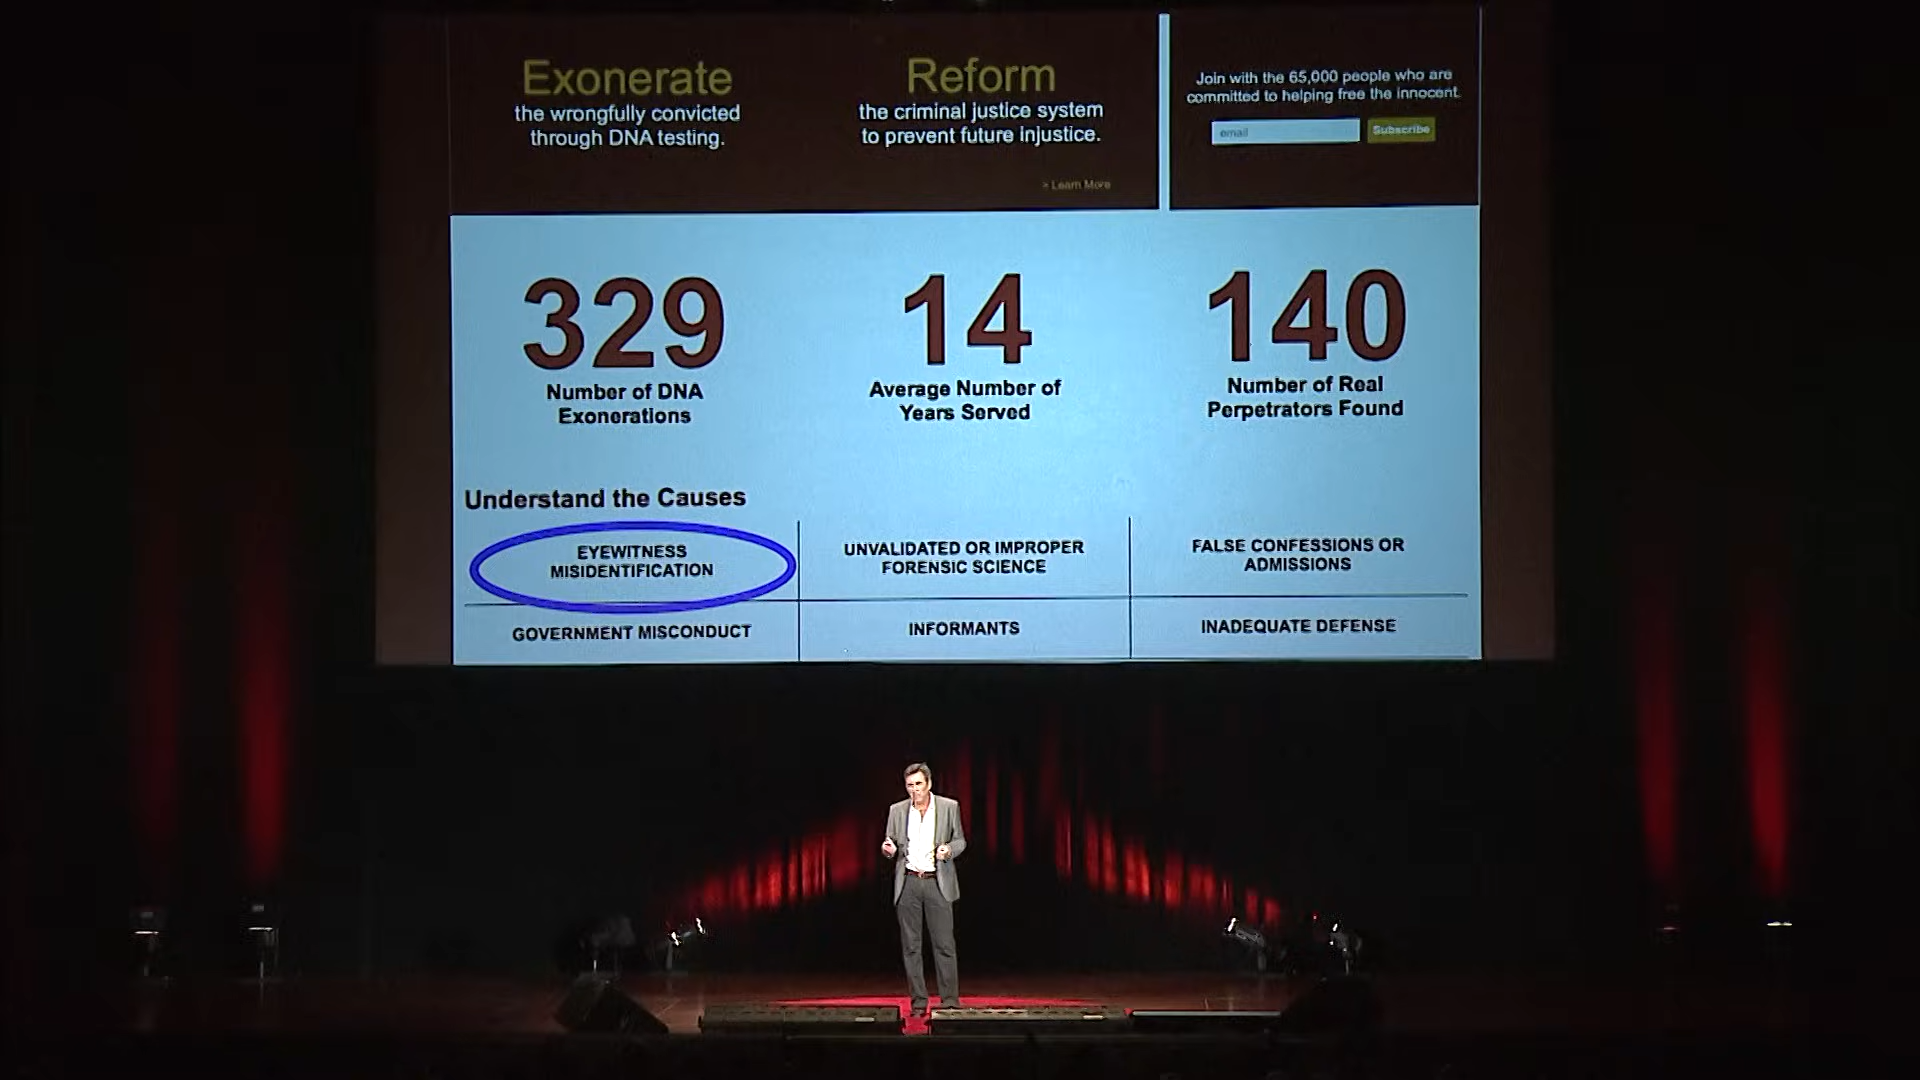 Exonerate
the wrongfully convicted
through DNA testing.
Reform
the criminal justice system
to prevent future injustice.
> Learn More
Join with the 65,000 people who are
committed to helping free the innocent.
email
Subscribe
329
Number of DNA
Exonerations
14
Average Number of
Years Served
140
Number of Real
Perpetrators Found
Understand the Causes
EYEWITNESS
MISIDENTIFICATION
UNVALIDATED OR IMPROPER
FORENSIC SCIENCE
FALSE CONFESSIONS OR
ADMISSIONS
GOVERNMENT MISCONDUCT
INFORMANTS
INADEQUATE DEFENSE